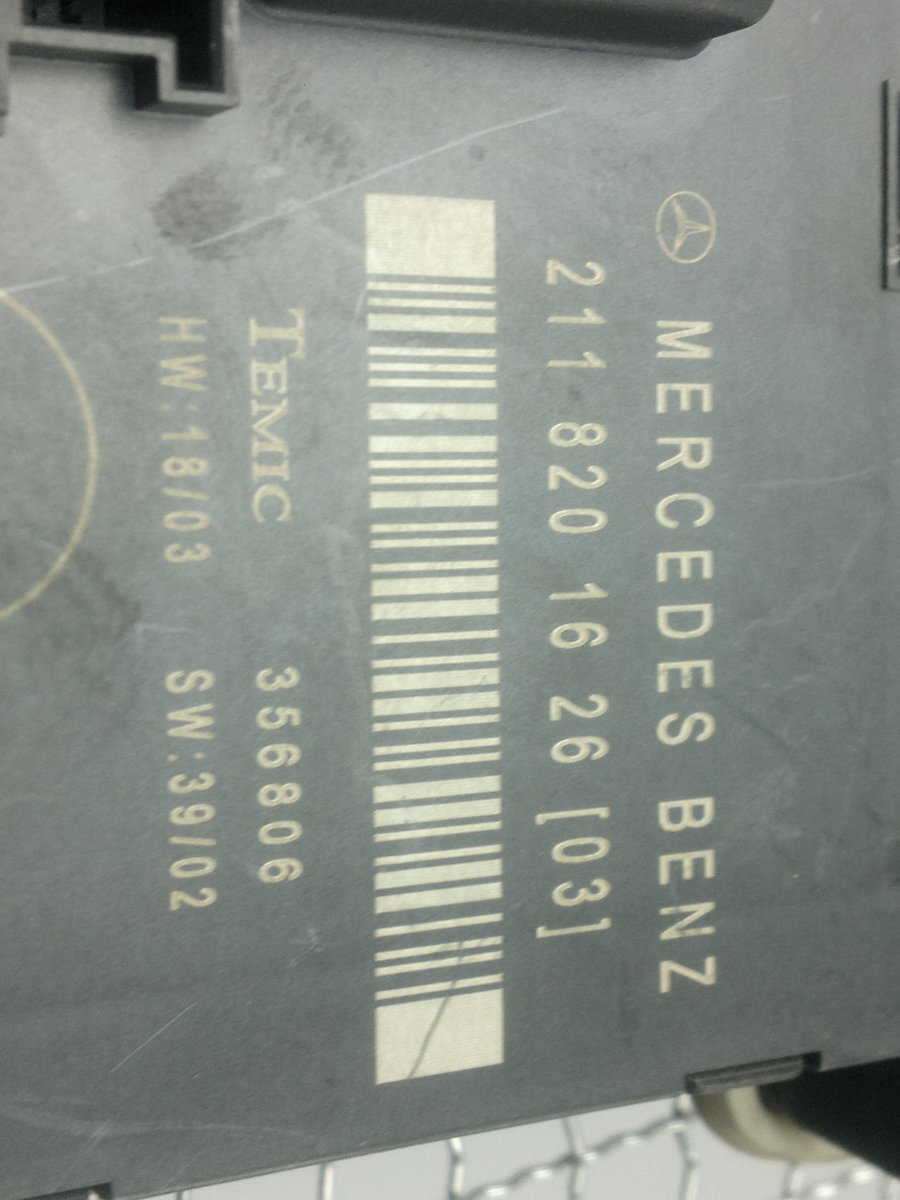 MERCEDES BENZ
211 820 16 26 [03]
TEMIC 356806
HW:18/03 SW:39/02